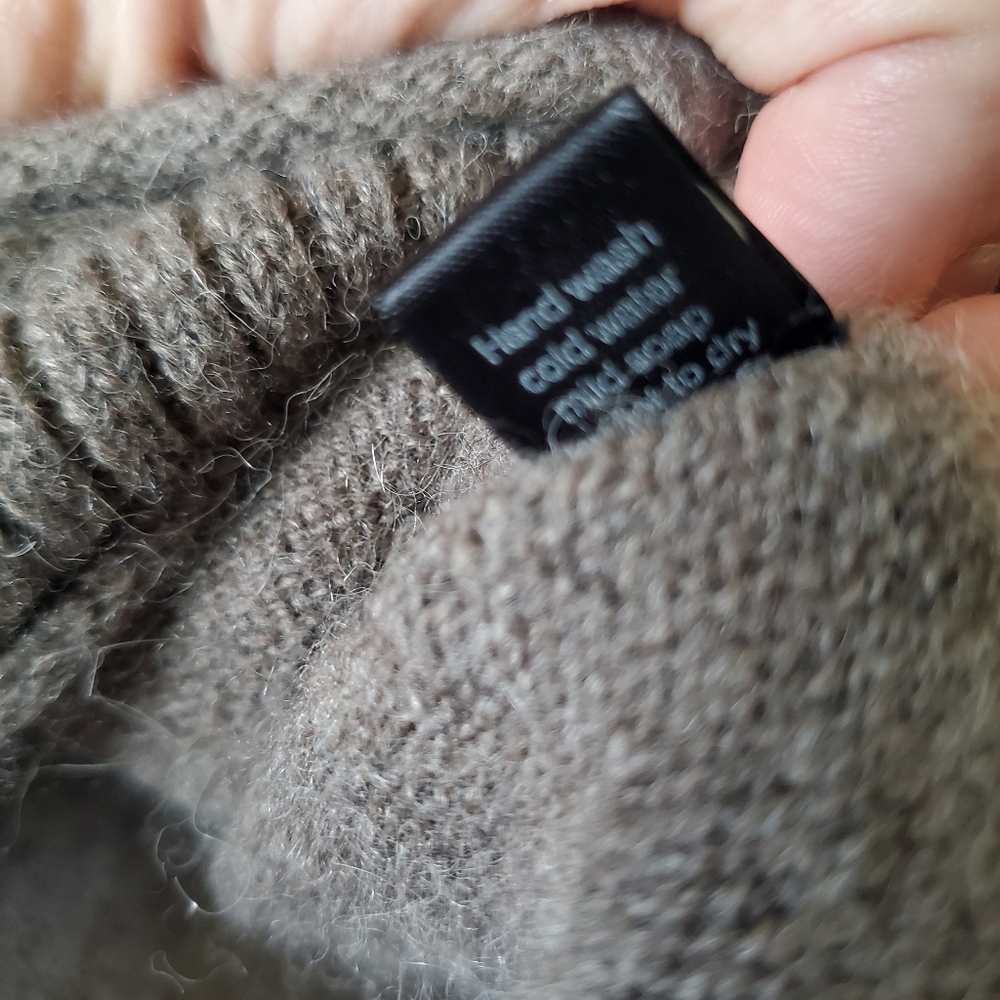 Hand wash
cold water
mild soap
to dry